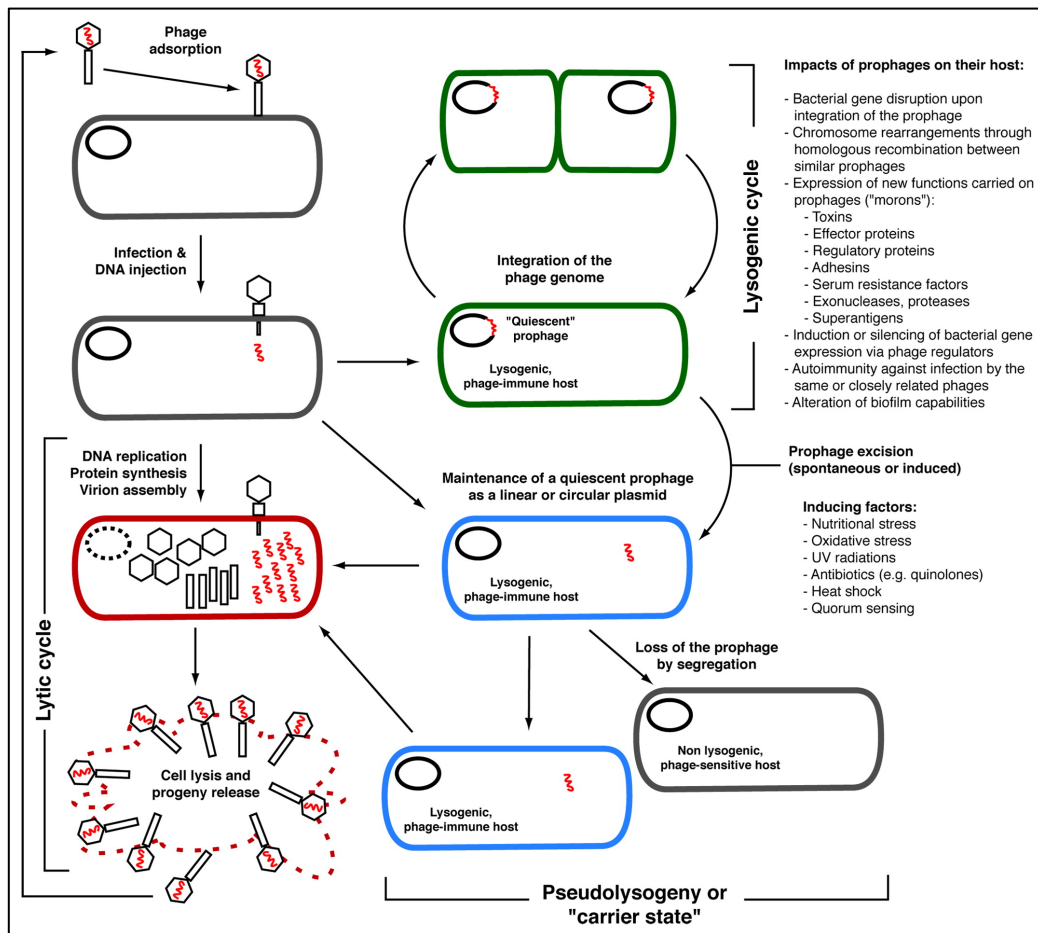 Phage
adsorption
Infection &
DNA injection
DNA replication
Protein synthesis
Virion assembly
Cell lysis and
progeny release
Lytic cycle
Integration of the
phage genome
"Quiescent"
prophage
Lysogenic,
phage-immune host
Lysogenic cycle
Maintenance of a quiescent prophage
as a linear or circular plasmid
Lysogenic,
phage-immune host
Loss of the prophage
by segregation
Non lysogenic,
phage-sensitive host
Lysogenic,
phage-immune host
Pseudolysogeny or
"carrier state"
Impacts of prophages on their host:
- Bacterial gene disruption upon
integration of the prophage
- Chromosome rearrangements through
homologous recombination between
similar prophages
- Expression of new functions carried on
prophages ("morons"):
- Toxins
- Effector proteins
- Regulatory proteins
- Adhesins
- Serum resistance factors
- Exonucleases, proteases
- Superantigens
- Induction or silencing of bacterial gene
expression via phage regulators
- Autoimmunity against infection by the
same or closely related phages
- Alteration of biofilm capabilities
Prophage excision
(spontaneous or induced)
Inducing factors:
- Nutritional stress
- Oxidative stress
- UV radiations
- Antibiotics (e.g. quinolones)
- Heat shock
- Quorum sensing